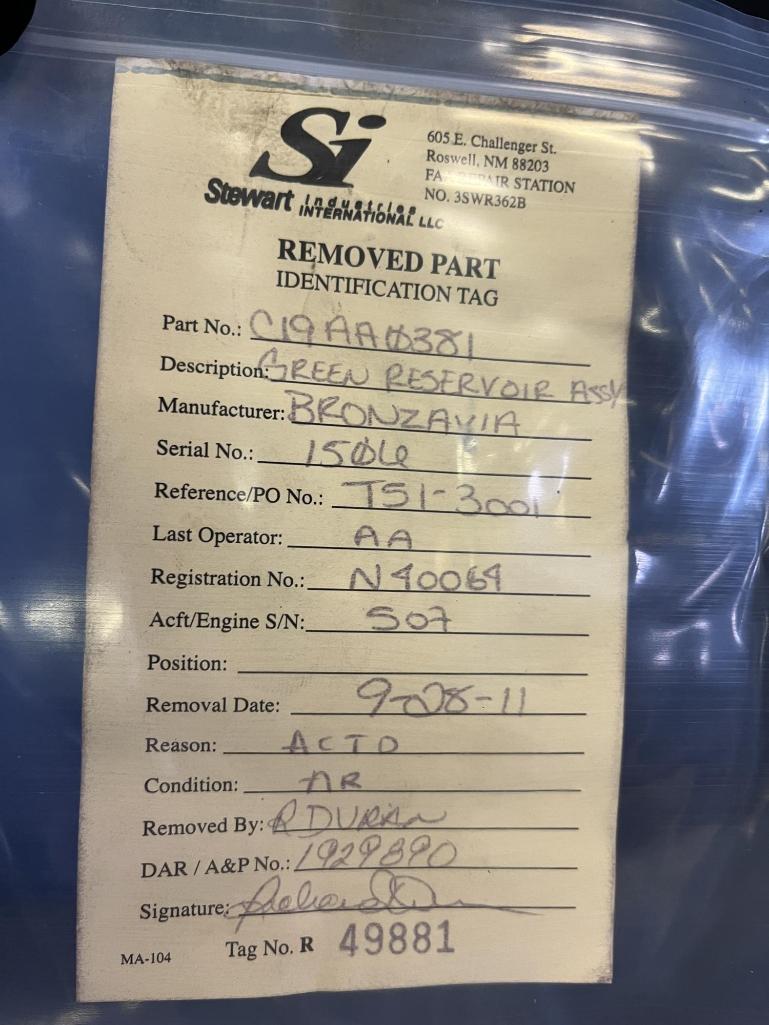 Si
Stewart Industries
INTERNATIONAL LLC
605 E. Challenger St.
Roswell, NM 88203
FA REPAIR STATION
NO. 3SWR362B
REMOVED PART
IDENTIFICATION TAG
Part No.: C19AA0381
Description: GREEN RESERVOIR ASSY
Manufacturer: BRONZAVIA
Serial No.: 1506
Reference/PO No.: TSI-3001
Last Operator: AA
Registration No.: N40064
Acft/Engine S/N: 507
Position:
Removal Date: 9-28-11
Reason: ACTD
Condition: AR
Removed By: R DURAN
DAR / A&P No.: 1929890
Signature:
MA-104 Tag No. R 49881